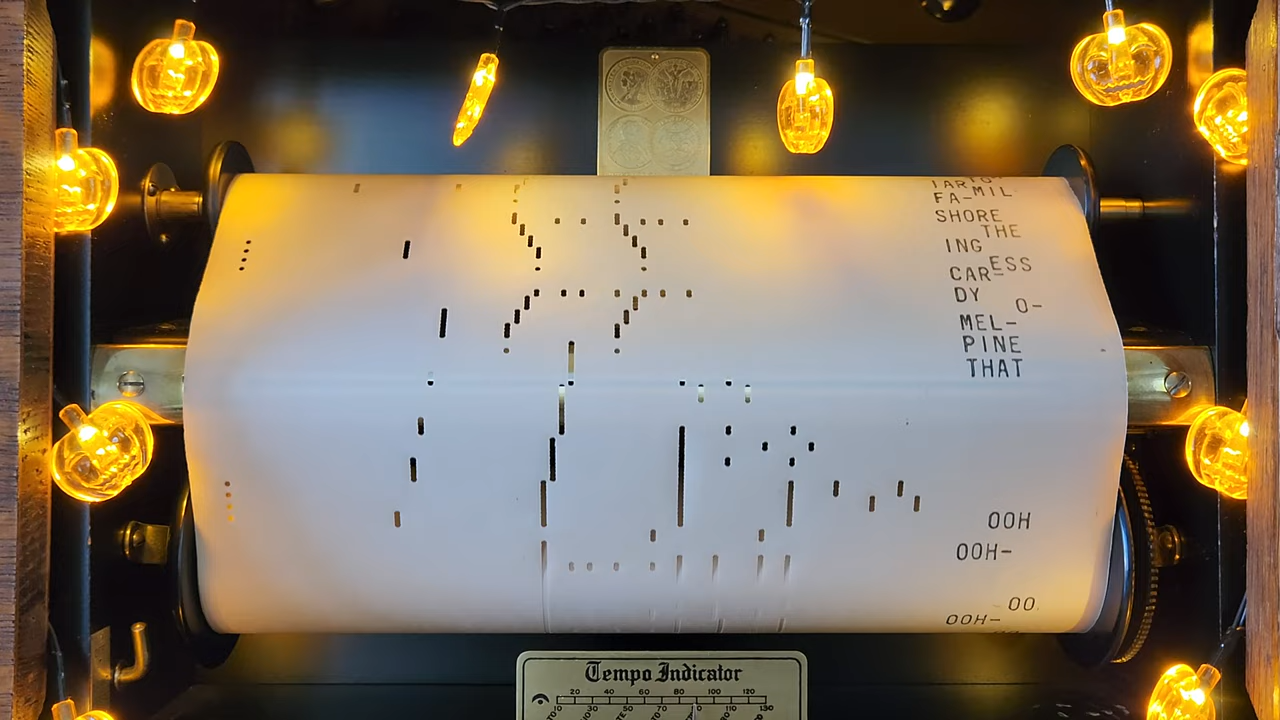 FA-MIL
SHORE
THE
ING
CAR-ESS
DY O-
MEL-
PINE
THAT
OOH
OOH-
OO
OOH-
Tempo Indicator
20 40 60 80 100 120
10 30 50 70 110 130